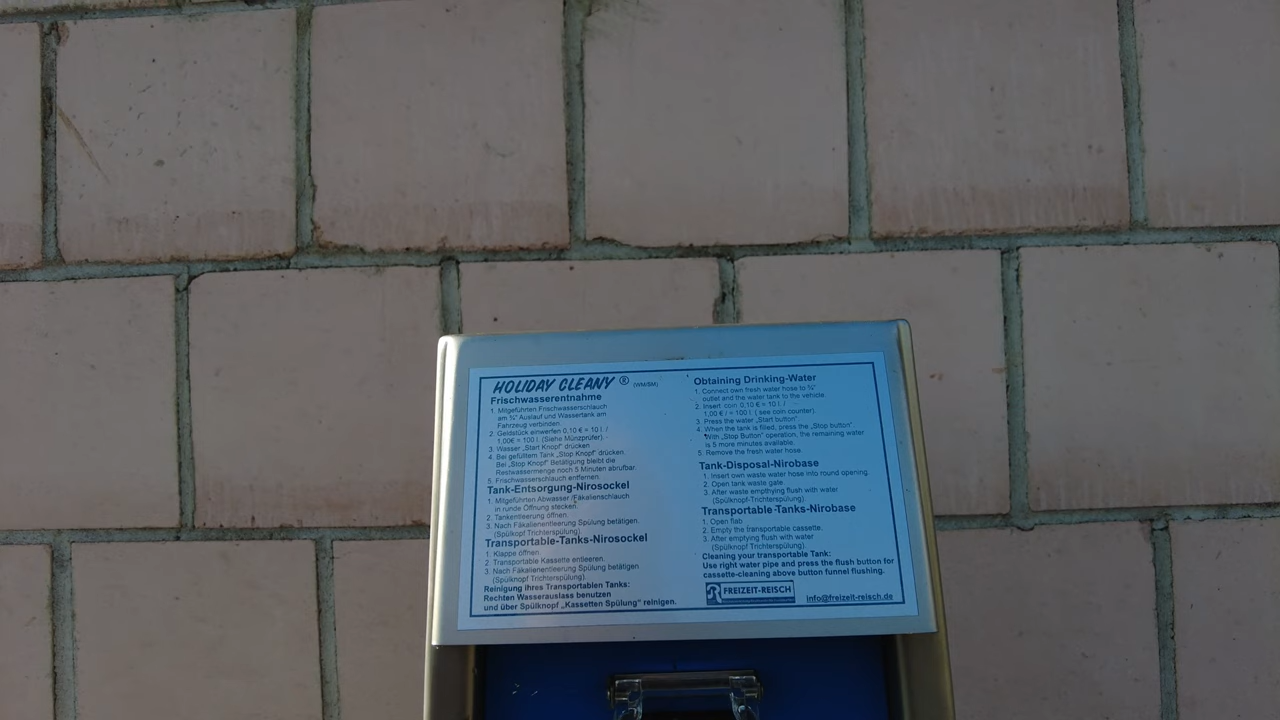 HOLIDAY CLEANY ® (WM/SM)
Frischwasserentnahme
1. Mitgeführten Frischwasserschlauch
am ¾" Auslauf und Wassertank am
Fahrzeug verbinden.
2. Geldstück einwerfen 0,10 € = 10 l. /
1,00€ = 100 l. (Siehe Münzprüfer).
3. Wasser „Start Knopf" drücken.
4. Bei gefülltem Tank „Stop Knopf" drücken.
Bei „Stop Knopf" Betätigung bleibt die
Restwassermenge noch 5 Minuten abrufbar.
5. Frischwasserschlauch entfernen.
Tank-Entsorgung-Nirosockel
1. Mitgeführten Abwasser-/Fäkalienschlauch
in runde Öffnung stecken.
2. Tankentleerung öffnen.
3. Nach Fäkalienentleerung Spülung betätigen.
(Spülkopf Trichterspülung).
Transportable-Tanks-Nirosockel
1. Klappe öffnen.
2. Transportable Kassette entleeren.
3. Nach Fäkalienentleerung Spülung betätigen.
(Spülknopf Trichterspülung).
Reinigung ihres Transportablen Tanks:
Rechten Wasserauslass benutzen
und über Spülknopf „Kassetten Spülung" reinigen.
Obtaining Drinking-Water
1. Connect own fresh water hose to ¾"
outlet and the water tank to the vehicle.
2. Insert coin 0,10 € = 10 l. /
1,00 € / = 100 l. ( see coin counter).
3. Press the water „Start button"
4. When the tank is filled, press the „Stop button"
With „Stop Button" operation, the remaining water
is 5 more minutes available.
5. Remove the fresh water hose.
Tank-Disposal-Nirobase
1. Insert own waste water hose into round opening.
2. Open tank waste gate.
3. After waste empthying flush with water
(Spülknopf-Trichterspülung).
Transportable -Tanks-Nirobase
1. Open flab
2. Empty the transportable cassette.
3. After emptying flush with water
(Spülknopf Trichterspülung).
Cleaning your transportable Tank:
Use right water pipe and press the flush button for
cassette-cleaning above button funnel flushing.
FREIZEIT-REISCH
info@freizeit-reisch.de